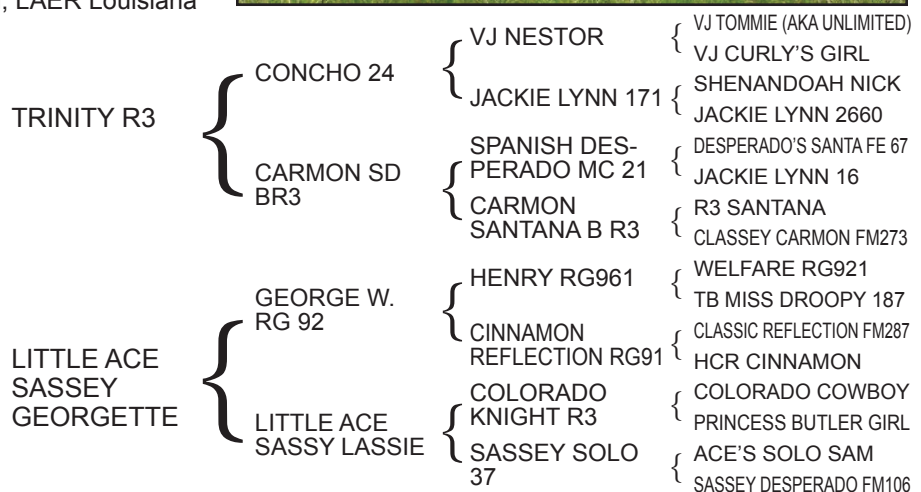 , LAER Louisiana
TRINITY R3
CONCHO 24
VJ NESTOR
VJ TOMMIE (AKA UNLIMITED)
VJ CURLY'S GIRL
JACKIE LYNN 171
SHENANDOAH NICK
JACKIE LYNN 2660
CARMON SD
BR3
SPANISH DES-
PERADO MC 21
DESPERADO'S SANTA FE 67
JACKIE LYNN 16
CARMON
SANTANA B R3
R3 SANTANA
CLASSEY CARMON FM273
LITTLE ACE
SASSEY
GEORGETTE
GEORGE W.
RG 92
HENRY RG961
WELFARE RG921
TB MISS DROOPY 187
CINNAMON
REFLECTION RG91
CLASSIC REFLECTION FM287
HCR CINNAMON
LITTLE ACE
SASSY LASSIE
COLORADO
KNIGHT R3
COLORADO COWBOY
PRINCESS BUTLER GIRL
SASSEY SOLO
37
ACE'S SOLO SAM
SASSEY DESPERADO FM106